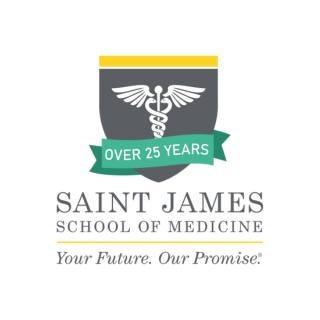 OVER 25 YEARS
SAINT JAMES
SCHOOL OF MEDICINE
Your Future. Our Promise.®